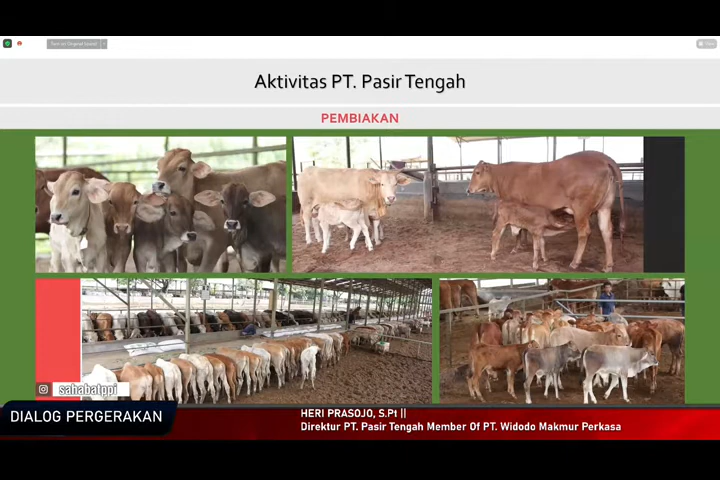 Aktivitas PT. Pasir Tengah
PEMBIAKAN
sahabatppi
DIALOG PERGERAKAN
HERI PRASOJO, S.Pt ||
Direktur PT. Pasir Tengah Member Of PT. Widodo Makmur Perkasa